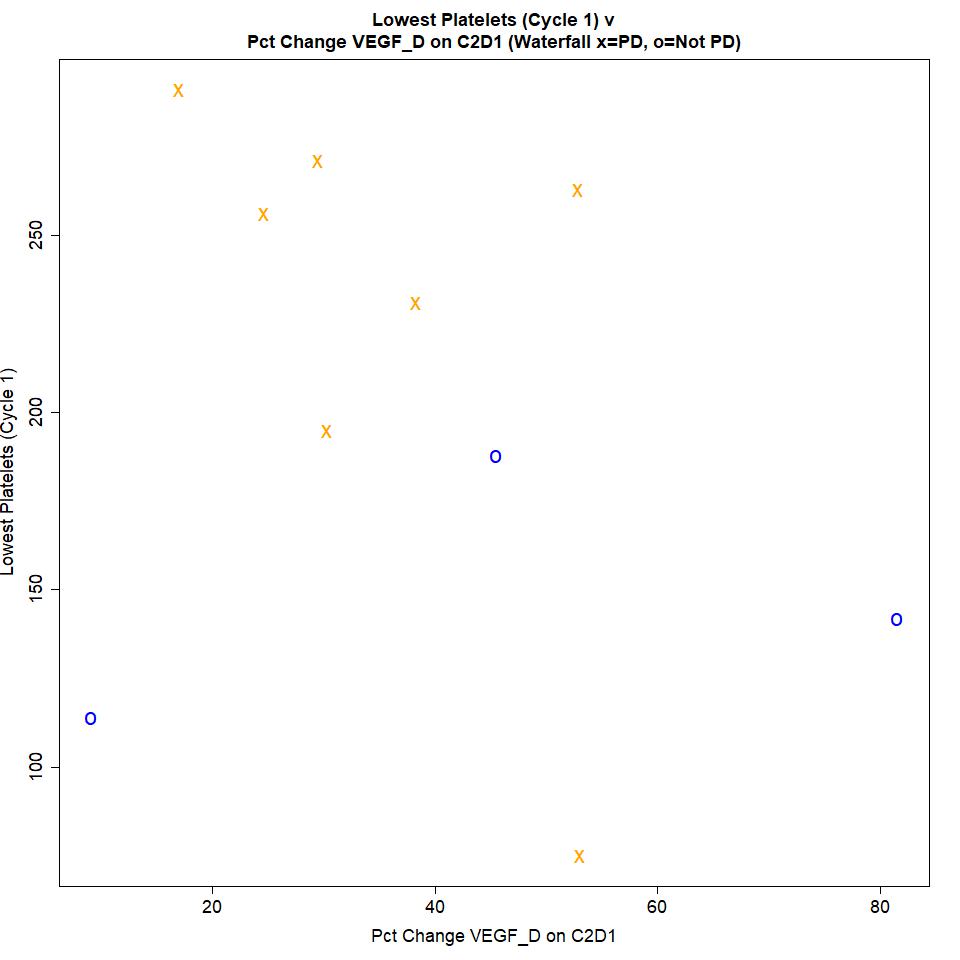 Lowest Platelets (Cycle 1) v
Pct Change VEGF_D on C2D1 (Waterfall x=PD, o=Not PD)
X
X
X
X
250
X
Lowest Platelets (Cycle 1)
200
X
O
150
O
O
100
X
20 40 60 80
Pct Change VEGF_D on C2D1